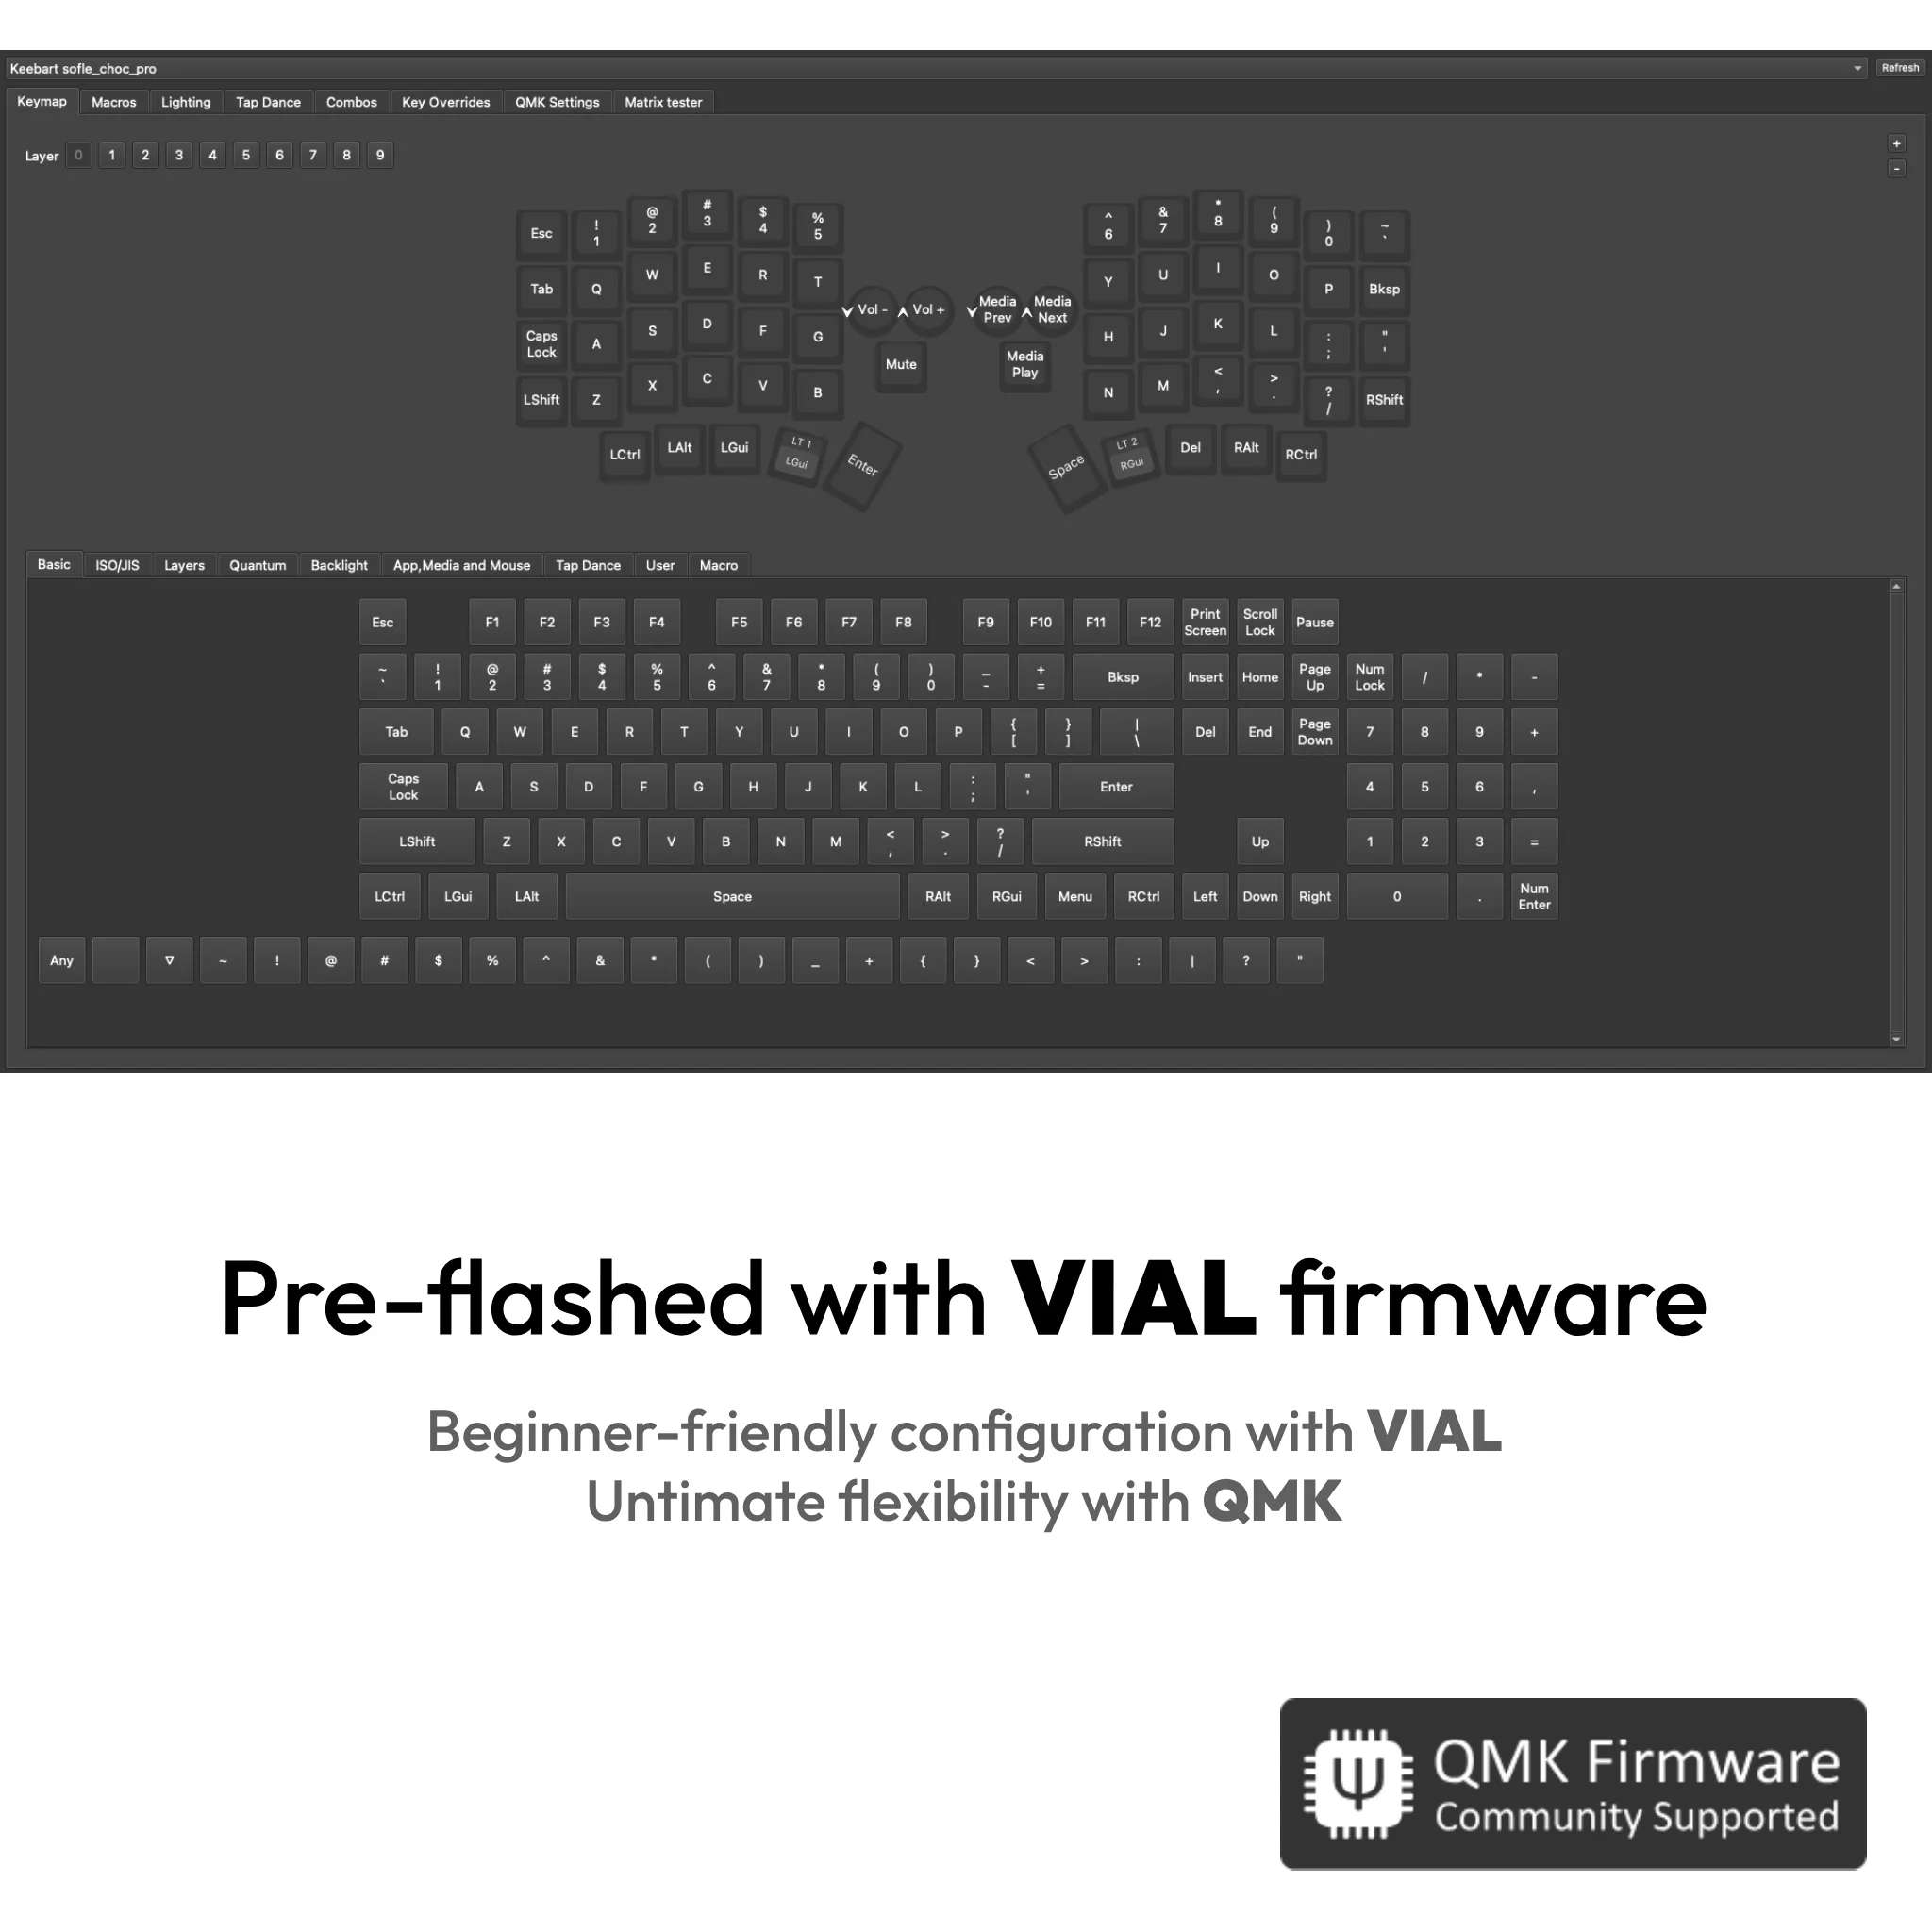 Keebart sofle_choc_pro Refresh
Keymap Macros Lighting Tap Dance Combos Key Overrides QMK Settings Matrix tester
Layer 0 1 2 3 4 5 6 7 8 9 +
-
Esc ! 1 @ 2 # 3 $ 4 % 5 ^ 6 & 7 * 8 ( 9 ) 0 ~ `
Tab Q W E R T Y U I O P Bksp
Vol - Vol + Media Prev Media Next
Caps Lock A S D F G H J K L : ; " '
Mute Media Play
LShift Z X C V B N M < , > . ? / RShift
LCtrl LAlt LGui LT 1 LGui Enter Space LT 2 RGui Del RAlt RCtrl
Basic ISO/JIS Layers Quantum Backlight App,Media and Mouse Tap Dance User Macro
Esc F1 F2 F3 F4 F5 F6 F7 F8 F9 F10 F11 F12 Print Screen Scroll Lock Pause
~ ` ! 1 @ 2 # 3 $ 4 % 5 ^ 6 & 7 * 8 ( 9 ) 0 _ - + = Bksp Insert Home Page Up Num Lock / * -
Tab Q W E R T Y U I O P { [ } ] | \ Del End Page Down 7 8 9 +
Caps Lock A S D F G H J K L : ; " ' Enter 4 5 6 ,
LShift Z X C V B N M < , > . ? / RShift Up 1 2 3 =
LCtrl LGui LAlt Space RAlt RGui Menu RCtrl Left Down Right 0 . Num Enter
Any ▽ ~ ! @ # $ % ^ & * ( ) _ + { } < > : | ? "
Pre-flashed with VIAL firmware
Beginner-friendly configuration with VIAL
Untimate flexibility with QMK
QMK Firmware
Community Supported